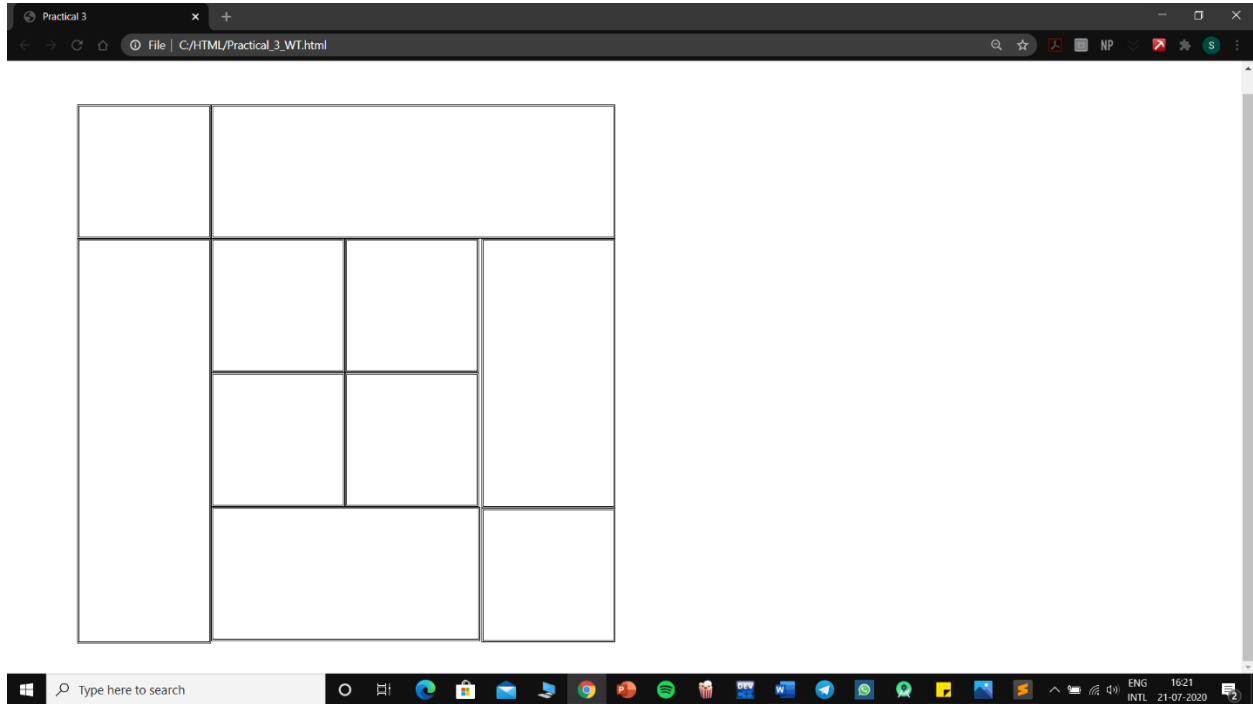 Practical 3
File | C:/HTML/Practical_3_WT.html
NP
S
Type here to search
DEV
ENG
INTL
16:21
21-07-2020
2